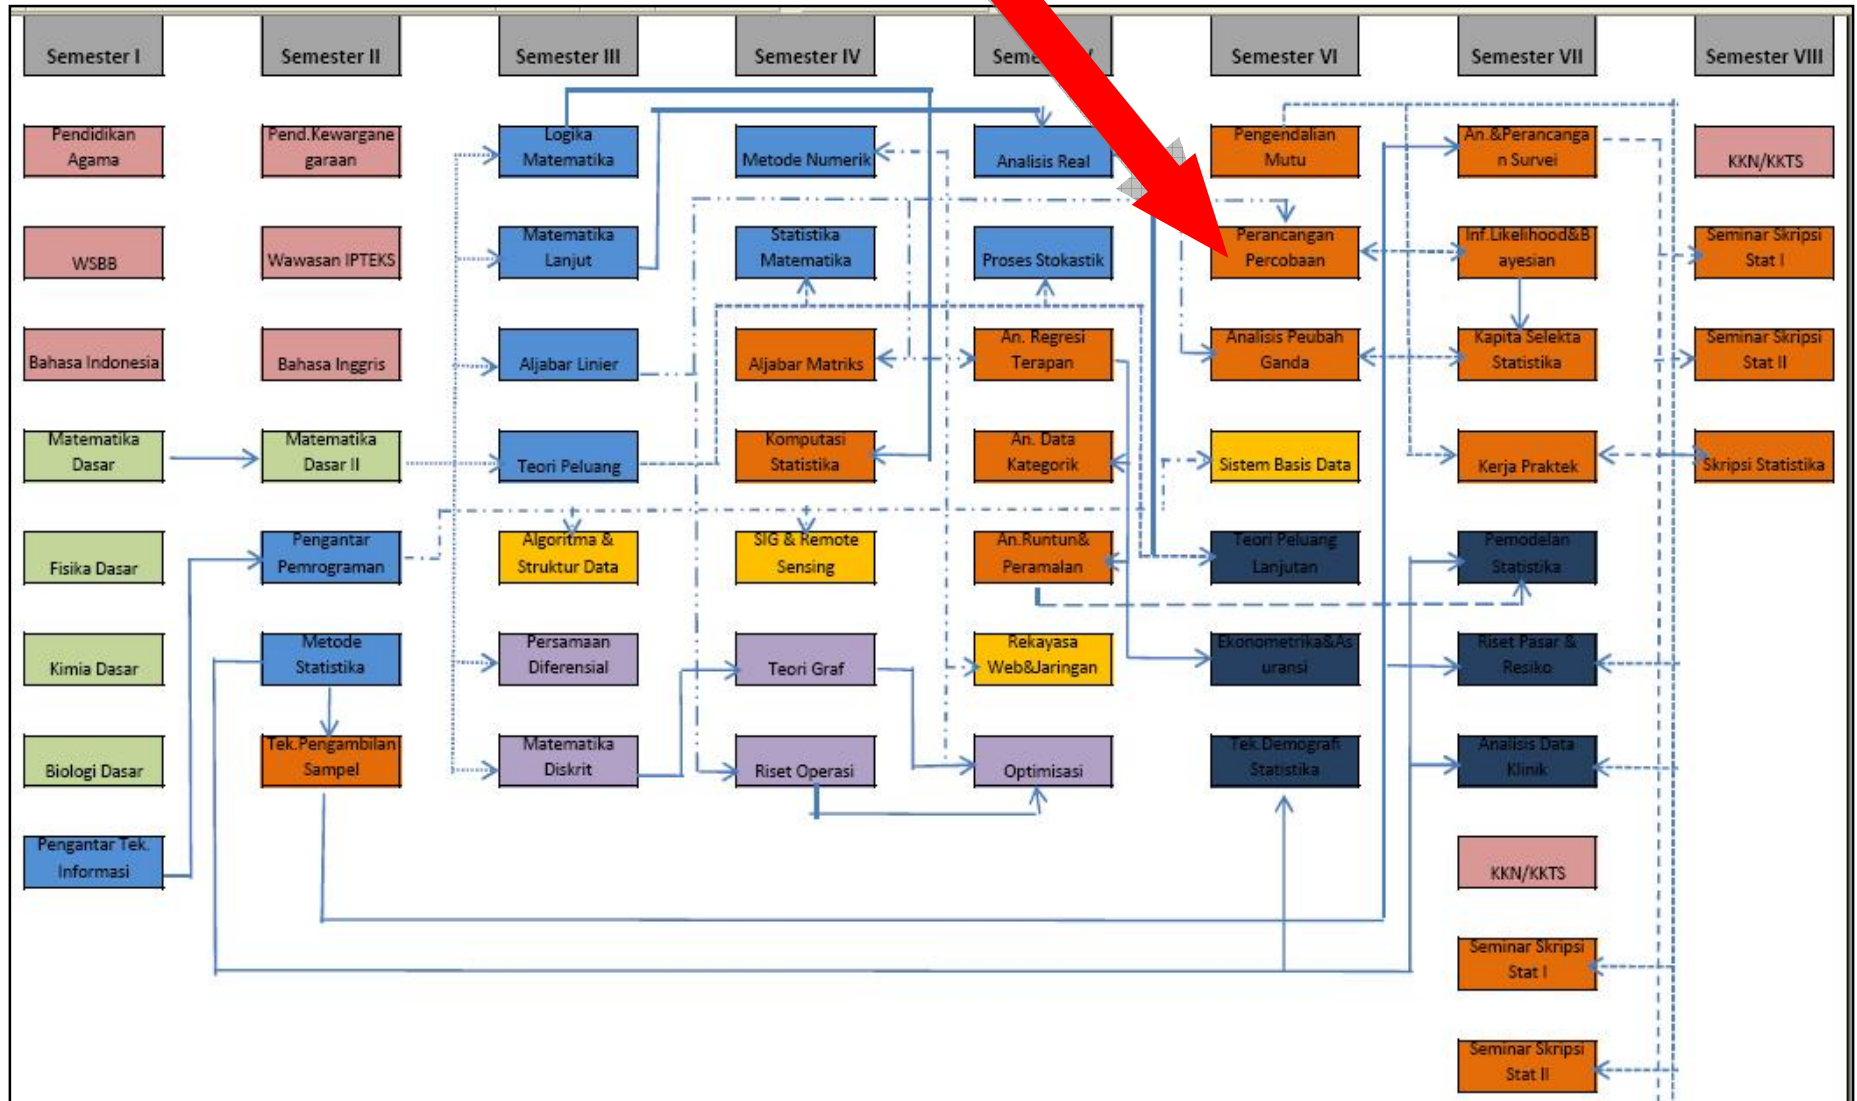 Semester I
Semester II
Semester III
Semester IV
Seme
V
Semester VI
Semester VII
Semester VIII
Pendidikan
Agama
Pend.Kewargane
garaan
Logika
Matematika
Metode Numerik
Analisis Real
Pengendalian
Mutu
An.&Perancanga
n Survei
KKN/KKTS
WSBB
Wawasan IPTEKS
Matematika
Lanjut
Statistika
Matematika
Proses Stokastik
Perancangan
Percobaan
Inf.Likelihood&B
ayesian
Seminar Skripsi
Stat I
Bahasa Indonesia
Bahasa Inggris
Aljabar Linier
Aljabar Matriks
An. Regresi
Terapan
Analisis Peubah
Ganda
Kapita Selekta
Statistika
Seminar Skripsi
Stat II
Matematika
Dasar
Matematika
Dasar II
Teori Peluang
Komputasi
Statistika
An. Data
Kategorik
Sistem Basis Data
Kerja Praktek
Skripsi Statistika
Fisika Dasar
Pengantar
Pemrograman
Algoritma &
Struktur Data
SIG & Remote
Sensing
An.Runtun&
Peramalan
Teori Peluang
Lanjutan
Pemodelan
Statistika
Kimia Dasar
Metode
Statistika
Persamaan
Diferensial
Teori Graf
Rekayasa
Web&Jaringan
Ekonometrika&As
uransi
Riset Pasar &
Resiko
Biologi Dasar
Tek.Pengambilan
Sampel
Matematika
Diskrit
Riset Operasi
Optimisasi
Tek.Demografi
Statistika
Analisis Data
Klinik
Pengantar Tek.
Informasi
KKN/KKTS
Seminar Skripsi
Stat I
Seminar Skripsi
Stat II